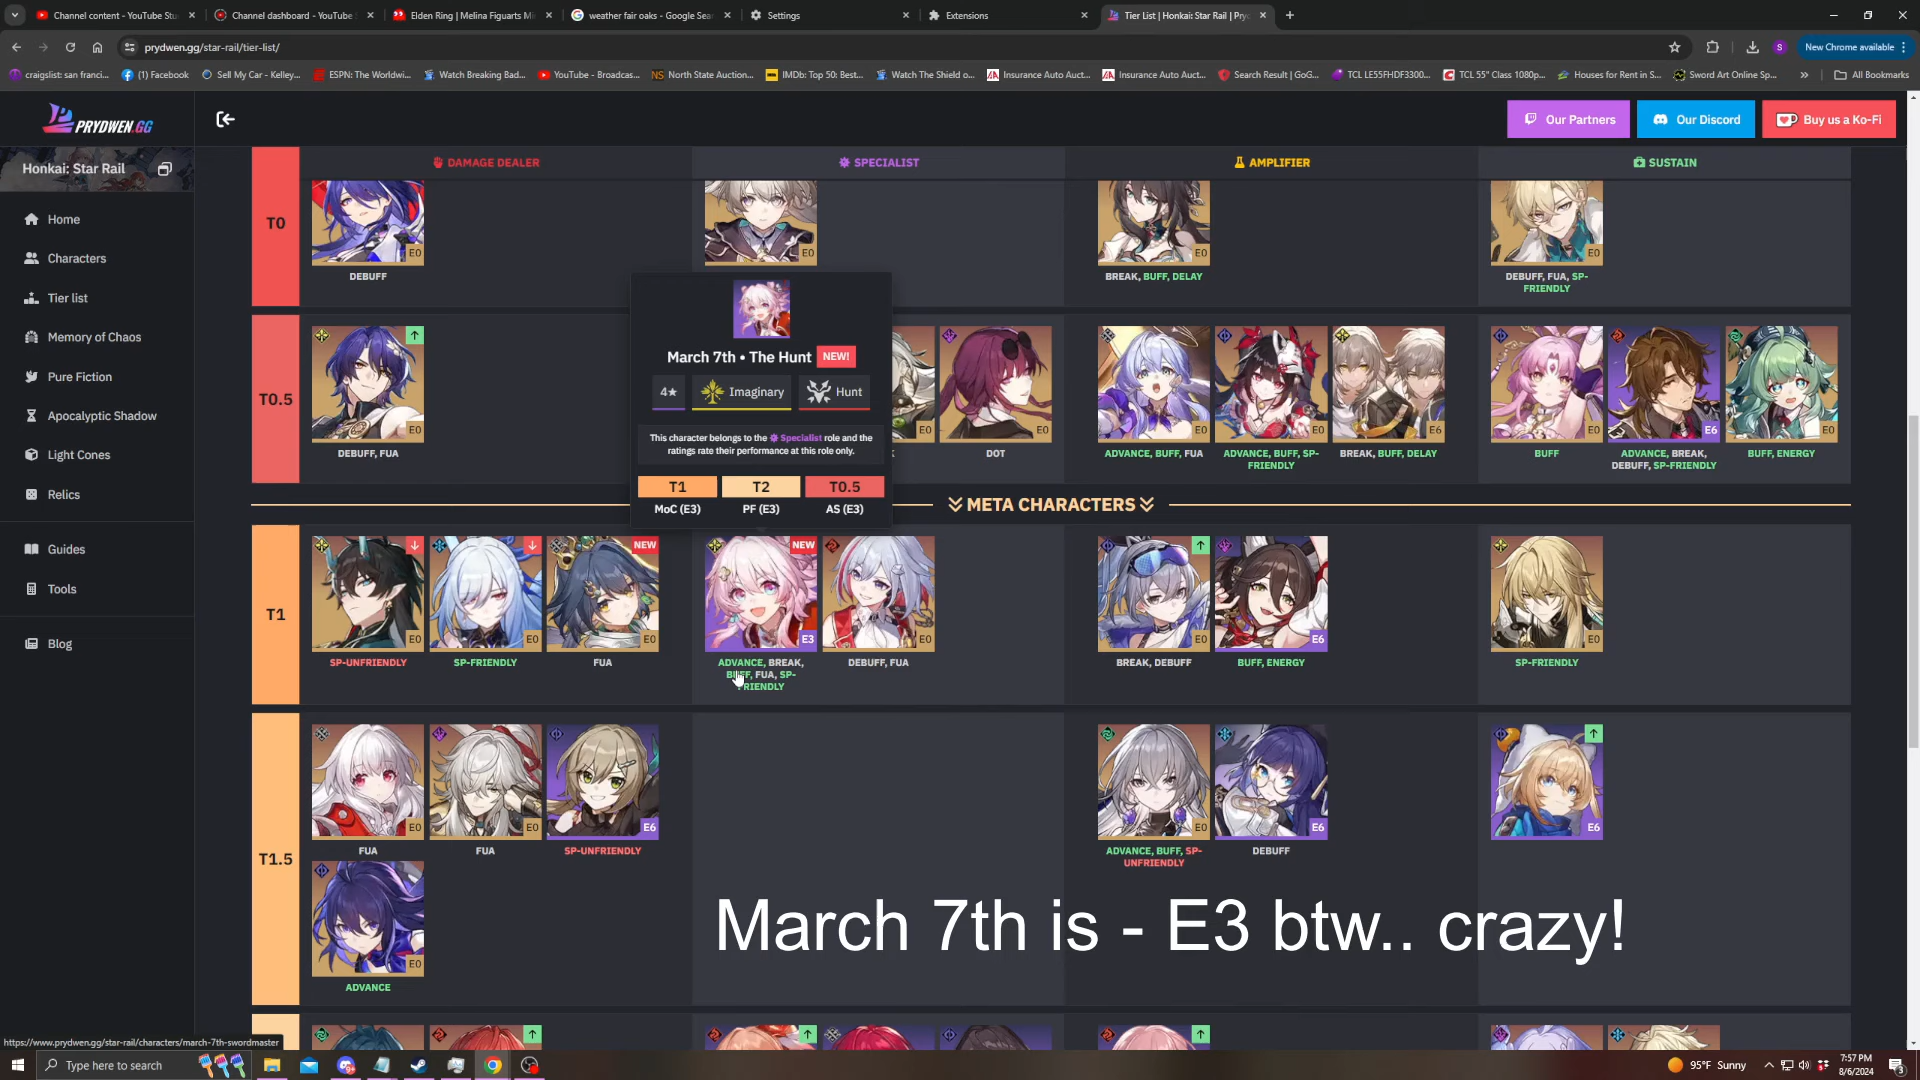 Channel content - YouTube Stu
Channel dashboard - YouTube
Elden Ring | Melina Figuarts Mi
weather fair oaks - Google Sea
Settings
Extensions
Tier List | Honkai: Star Rail | Pry
prydwen.gg/star-rail/tier-list/
S
New Chrome available
craigslist: san franci...
(1) Facebook
Sell My Car - Kelley...
ESPN: The Worldwi...
Watch Breaking Bad...
YouTube - Broadcas...
North State Auction...
IMDb: Top 50: Best...
Watch The Shield o...
Insurance Auto Auct...
Insurance Auto Auct...
Search Result | GoG...
TCL LE55FHDF3300...
TCL 55" Class 1080p...
Houses for Rent in S...
Sword Art Online Sp...
All Bookmarks
PRYDWEN.GG
Our Partners
Our Discord
Buy us a Ko-Fi
Honkai: Star Rail
Home
Characters
Tier list
Memory of Chaos
Pure Fiction
Apocalyptic Shadow
Light Cones
Relics
Guides
Tools
Blog
DAMAGE DEALER
SPECIALIST
AMPLIFIER
SUSTAIN
T0
E0
E0
E0
E0
DEBUFF
BREAK, BUFF, DELAY
DEBUFF, FUA, SP-
FRIENDLY
March 7th • The Hunt NEW!
4★
Imaginary
Hunt
This character belongs to the Specialist role and the
ratings rate their performance at this role only.
T1
T2
T0.5
MoC (E3)
PF (E3)
AS (E3)
T0.5
E0
E0
E0
E0
E0
E6
E0
E6
E0
DEBUFF, FUA
DOT
ADVANCE, BUFF, FUA
ADVANCE, BUFF, SP-
FRIENDLY
BREAK, BUFF, DELAY
BUFF
ADVANCE, BREAK,
DEBUFF, SP-FRIENDLY
BUFF, ENERGY
META CHARACTERS
T1
NEW
NEW
E0
E0
E0
E3
E0
E0
E6
E0
SP-UNFRIENDLY
SP-FRIENDLY
FUA
ADVANCE, BREAK,
BUFF, FUA, SP-
FRIENDLY
DEBUFF, FUA
BREAK, DEBUFF
BUFF, ENERGY
SP-FRIENDLY
T1.5
E0
E0
E6
E0
E6
E6
FUA
FUA
SP-UNFRIENDLY
ADVANCE, BUFF, SP-
UNFRIENDLY
DEBUFF
E0
ADVANCE
March 7th is - E3 btw.. crazy!
https://www.prydwen.gg/star-rail/characters/march-7th-swordmaster
Type here to search
95°F Sunny
7:57 PM
8/6/2024
3